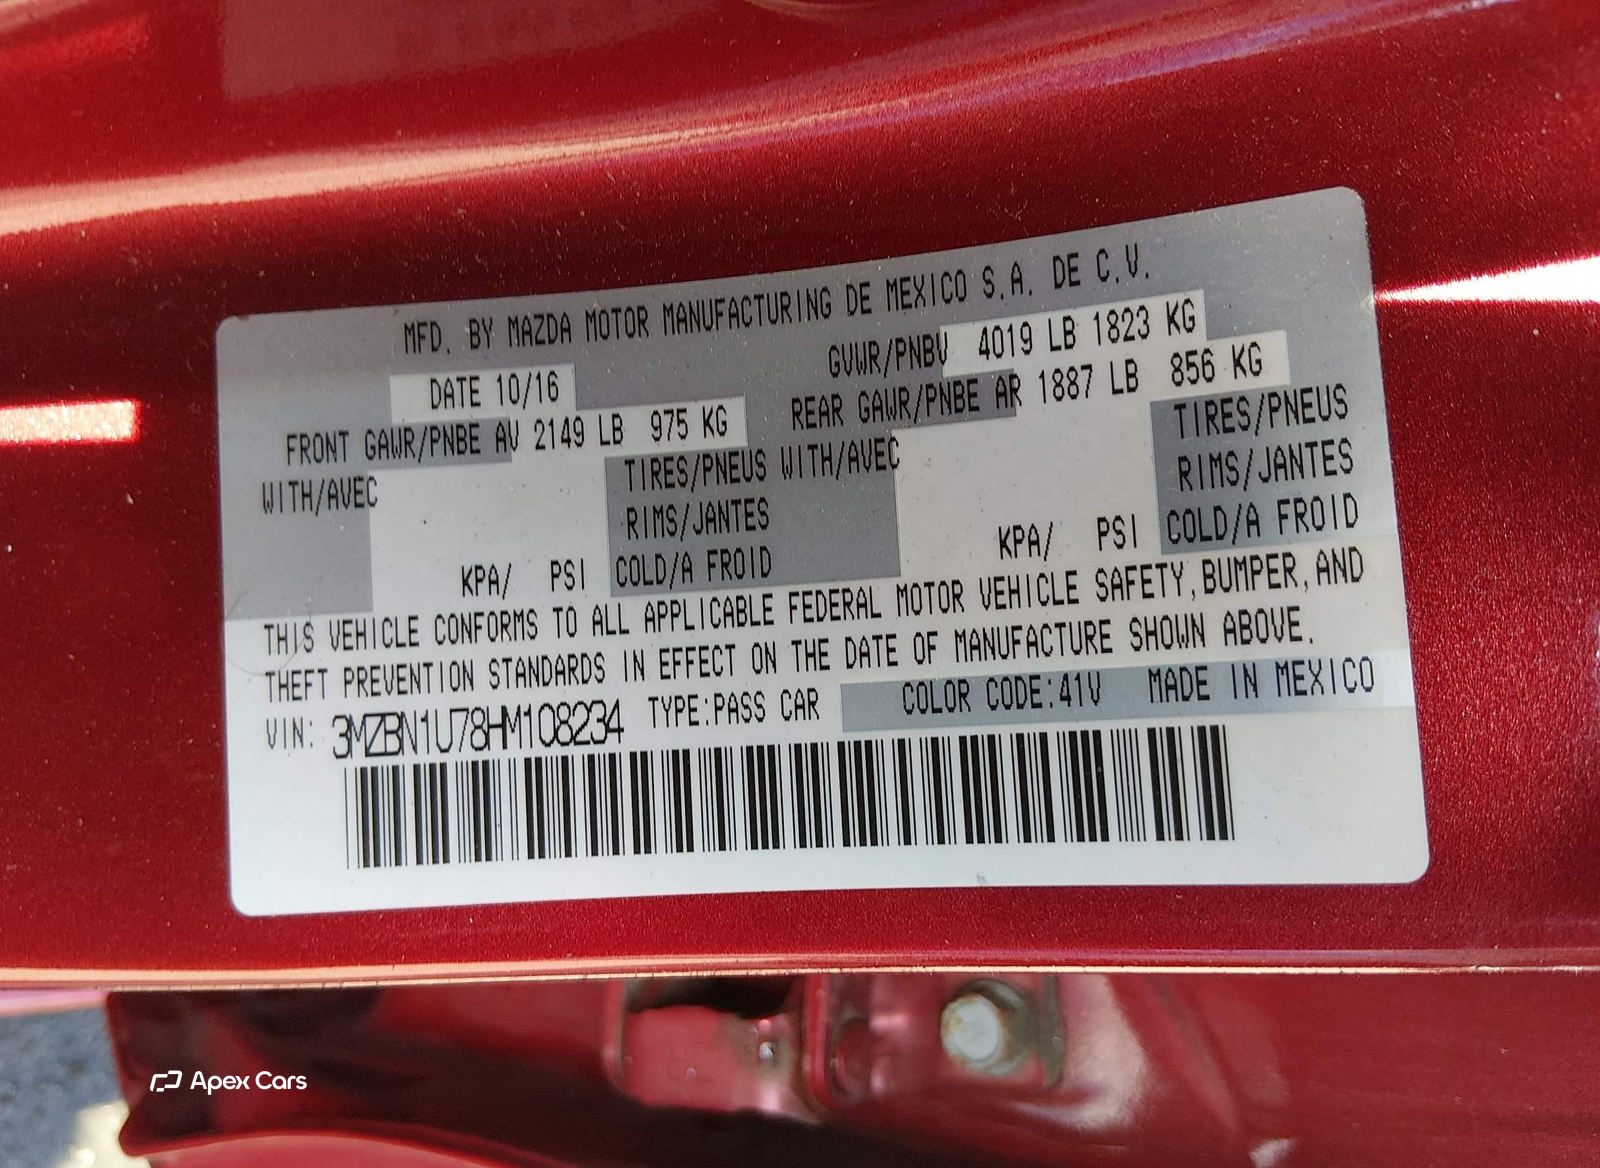 MFD. BY MAZDA MOTOR MANUFACTURING DE MEXICO S.A. DE C.V.
DATE 10/16 GVWR/PNBV 4019 LB 1823 KG
FRONT GAWR/PNBE AV 2149 LB 975 KG REAR GAWR/PNBE AR 1887 LB 856 KG
WITH/AVEC TIRES/PNEUS WITH/AVEC TIRES/PNEUS
RIMS/JANTES RIMS/JANTES
KPA/ PSI COLD/A FROID KPA/ PSI COLD/A FROID
THIS VEHICLE CONFORMS TO ALL APPLICABLE FEDERAL MOTOR VEHICLE SAFETY, BUMPER, AND
THEFT PREVENTION STANDARDS IN EFFECT ON THE DATE OF MANUFACTURE SHOWN ABOVE.
VIN: 3MZBN1U78HM108234 TYPE:PASS CAR COLOR CODE:41V MADE IN MEXICO
Apex Cars